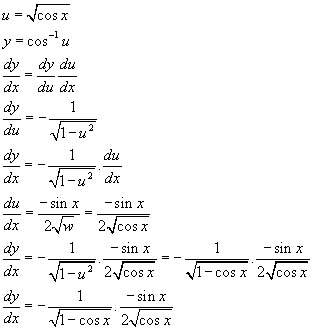 u = √(cos x)
y = cos⁻¹ u
dy/dx = dy/du du/dx
dy/du = − 1/√(1−u²)
dy/dx = − 1/√(1−u²) . du/dx
du/dx = −sin x/(2√w) = −sin x/(2√(cos x))
dy/dx = − 1/√(1−u²) . −sin x/(2√(cos x)) = − 1/√(1−cos x) . −sin x/(2√(cos x))
dy/dx = − 1/√(1−cos x) . −sin x/(2√(cos x))